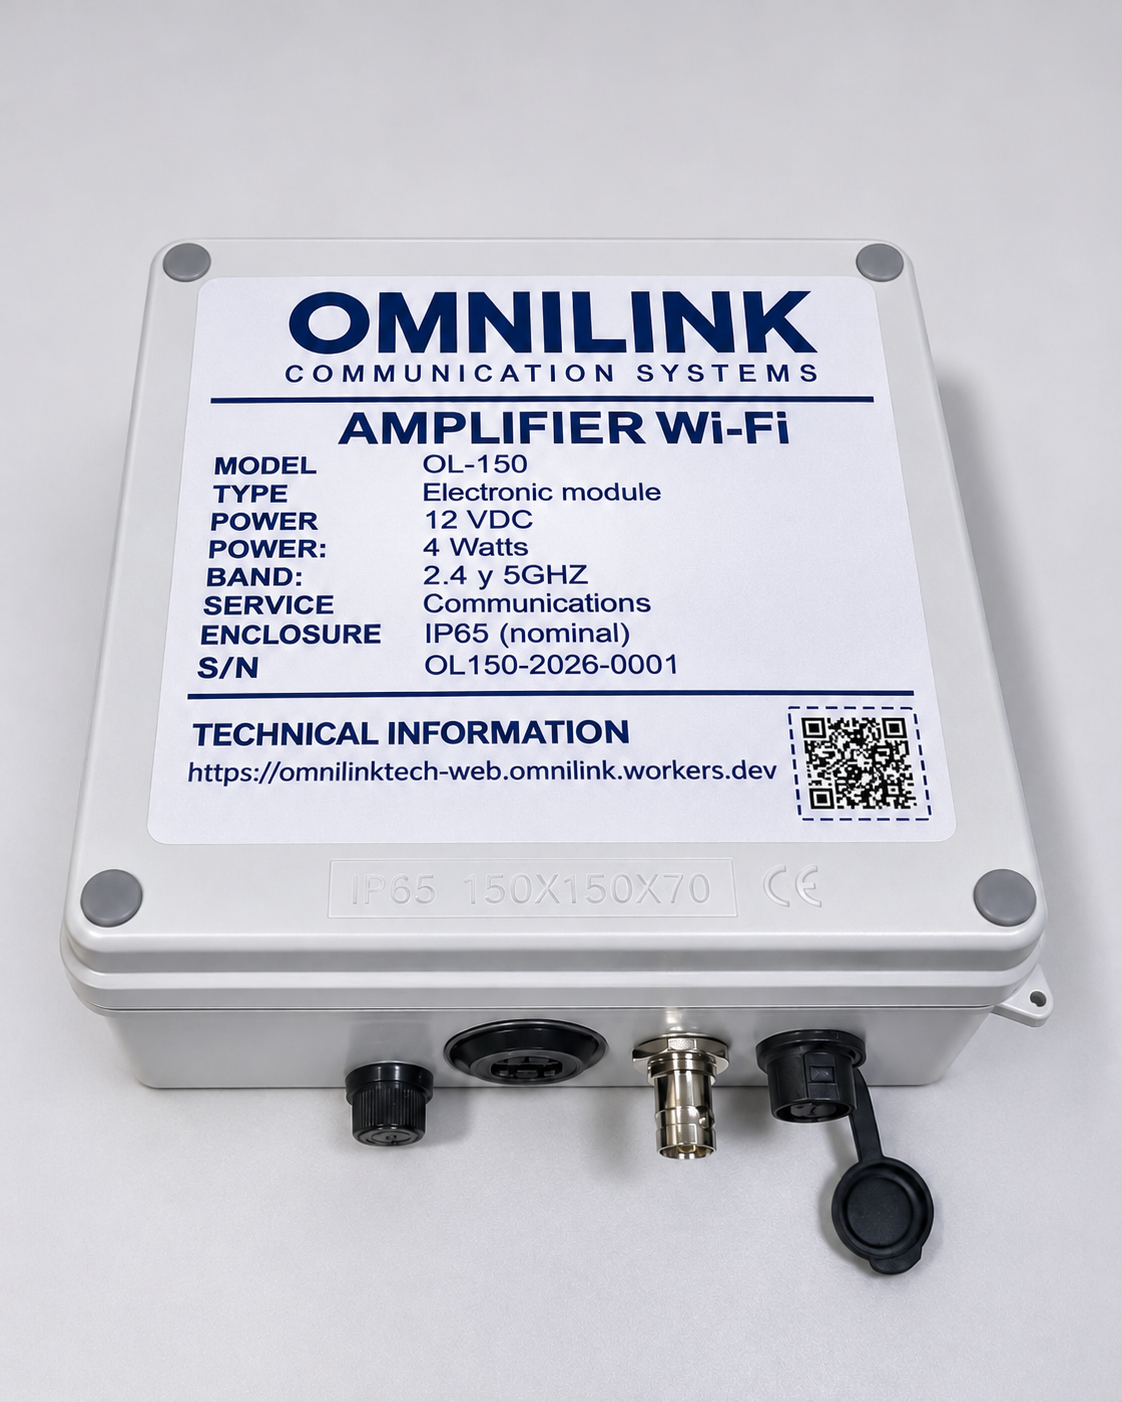 OMNILINK
COMMUNICATION SYSTEMS
AMPLIFIER Wi-Fi
MODEL OL-150
TYPE Electronic module
POWER 12 VDC
POWER: 4 Watts
BAND: 2.4 y 5GHZ
SERVICE Communications
ENCLOSURE IP65 (nominal)
S/N OL150-2026-0001
TECHNICAL INFORMATION
https://omnilinktech-web.omnilink.workers.dev
IP65 150X150X70 CE